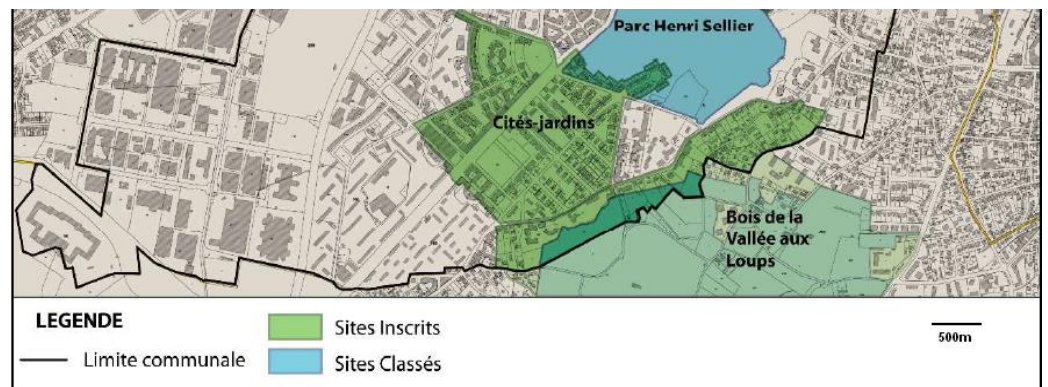 Parc Henri Sellier
Cités-jardins
Bois de la
Vallée aux
Loups
LEGENDE
Limite communale
Sites Inscrits
Sites Classés
500m